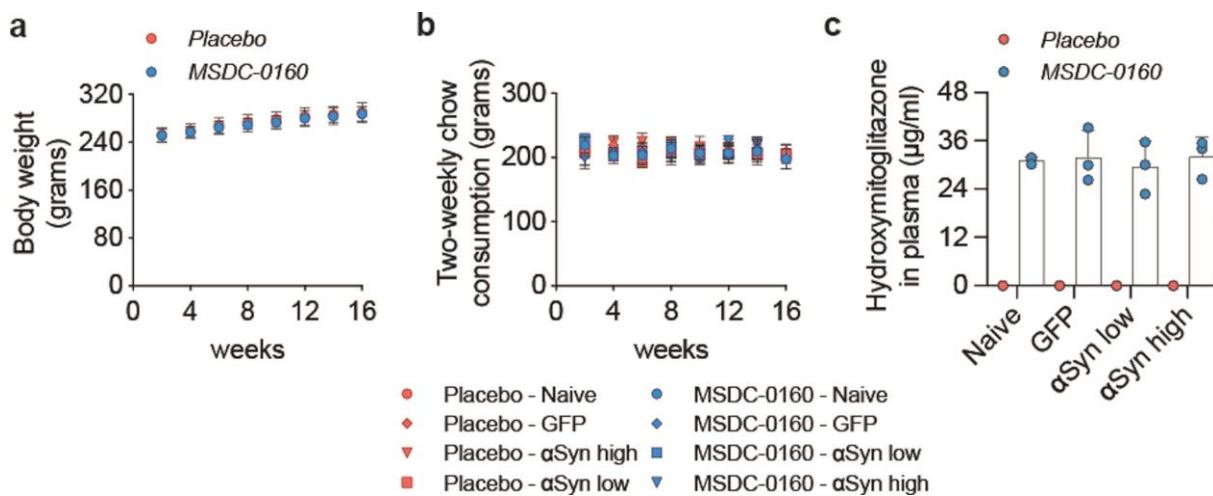 a
Placebo
MSDC-0160
Body weight
(grams)
320
240
160
80
0
0 4 8 12 16
weeks
b
Two-weekly chow
consumption (grams)
300
200
100
0
0 4 8 12 16
weeks
Placebo - Naive
Placebo - GFP
Placebo - αSyn high
Placebo - αSyn low
MSDC-0160 - Naive
MSDC-0160 - GFP
MSDC-0160 - αSyn low
MSDC-0160 - αSyn high
c
Placebo
MSDC-0160
Hydroxymitoglitazone
in plasma (µg/ml)
48
36
24
12
0
Naive
GFP
αSyn low
αSyn high